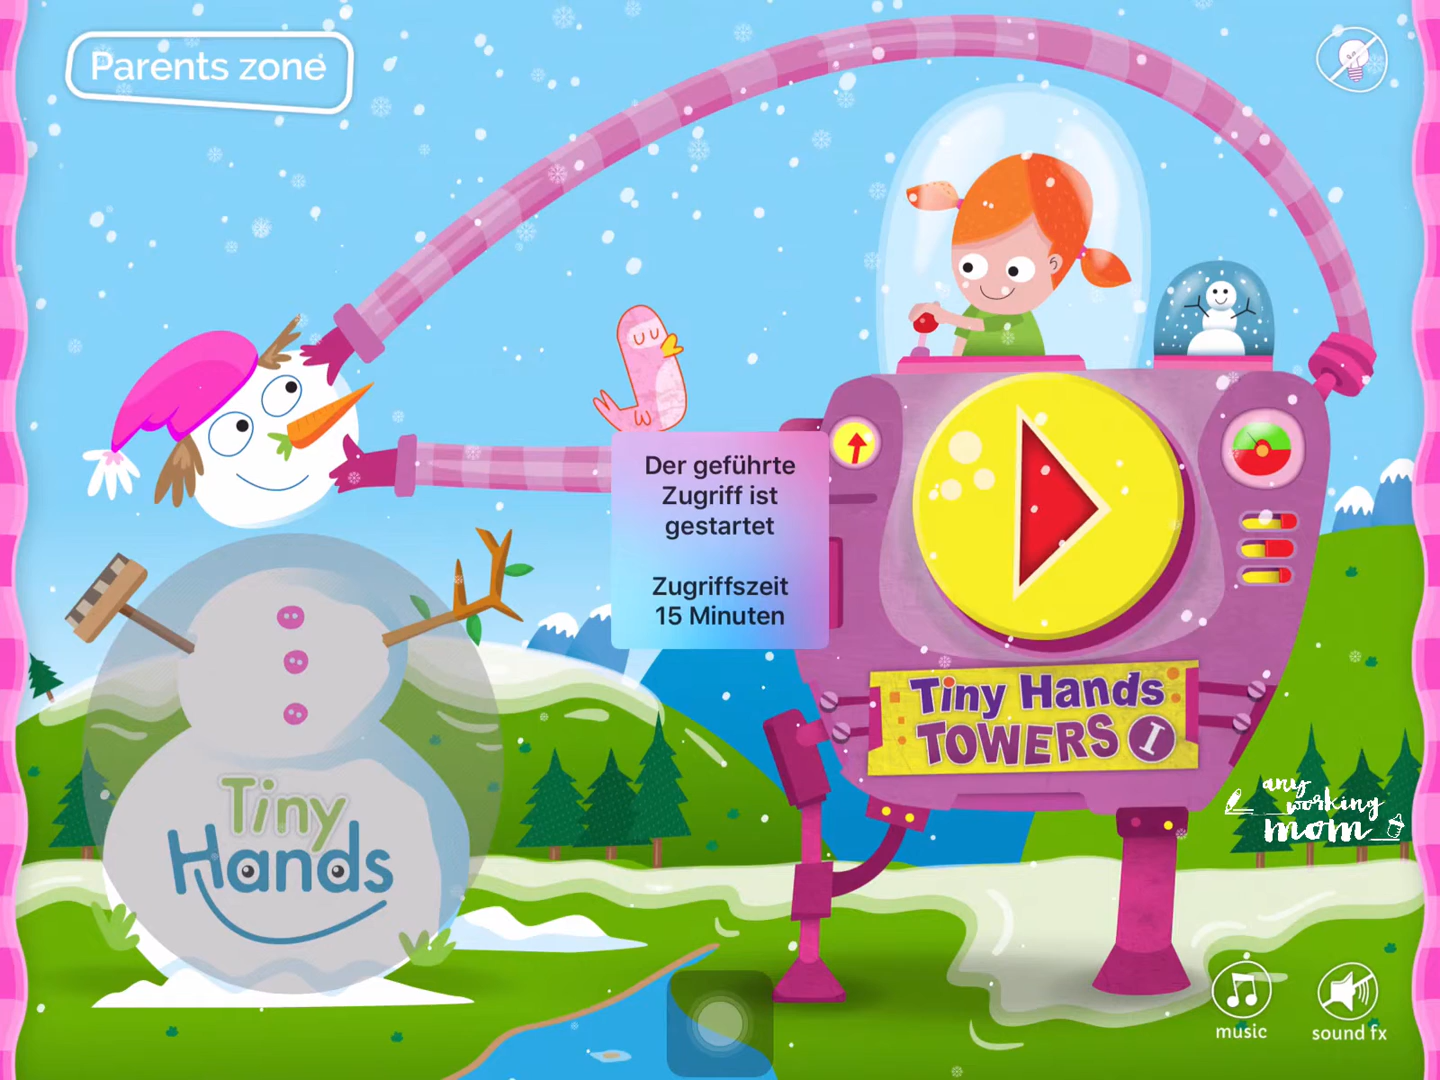 Parents zone
Der geführte
Zugriff ist
gestartet
Zugriffszeit
15 Minuten
Tiny Hands
TOWERS I
Tiny
Hands
any
working
mom
music
sound fx